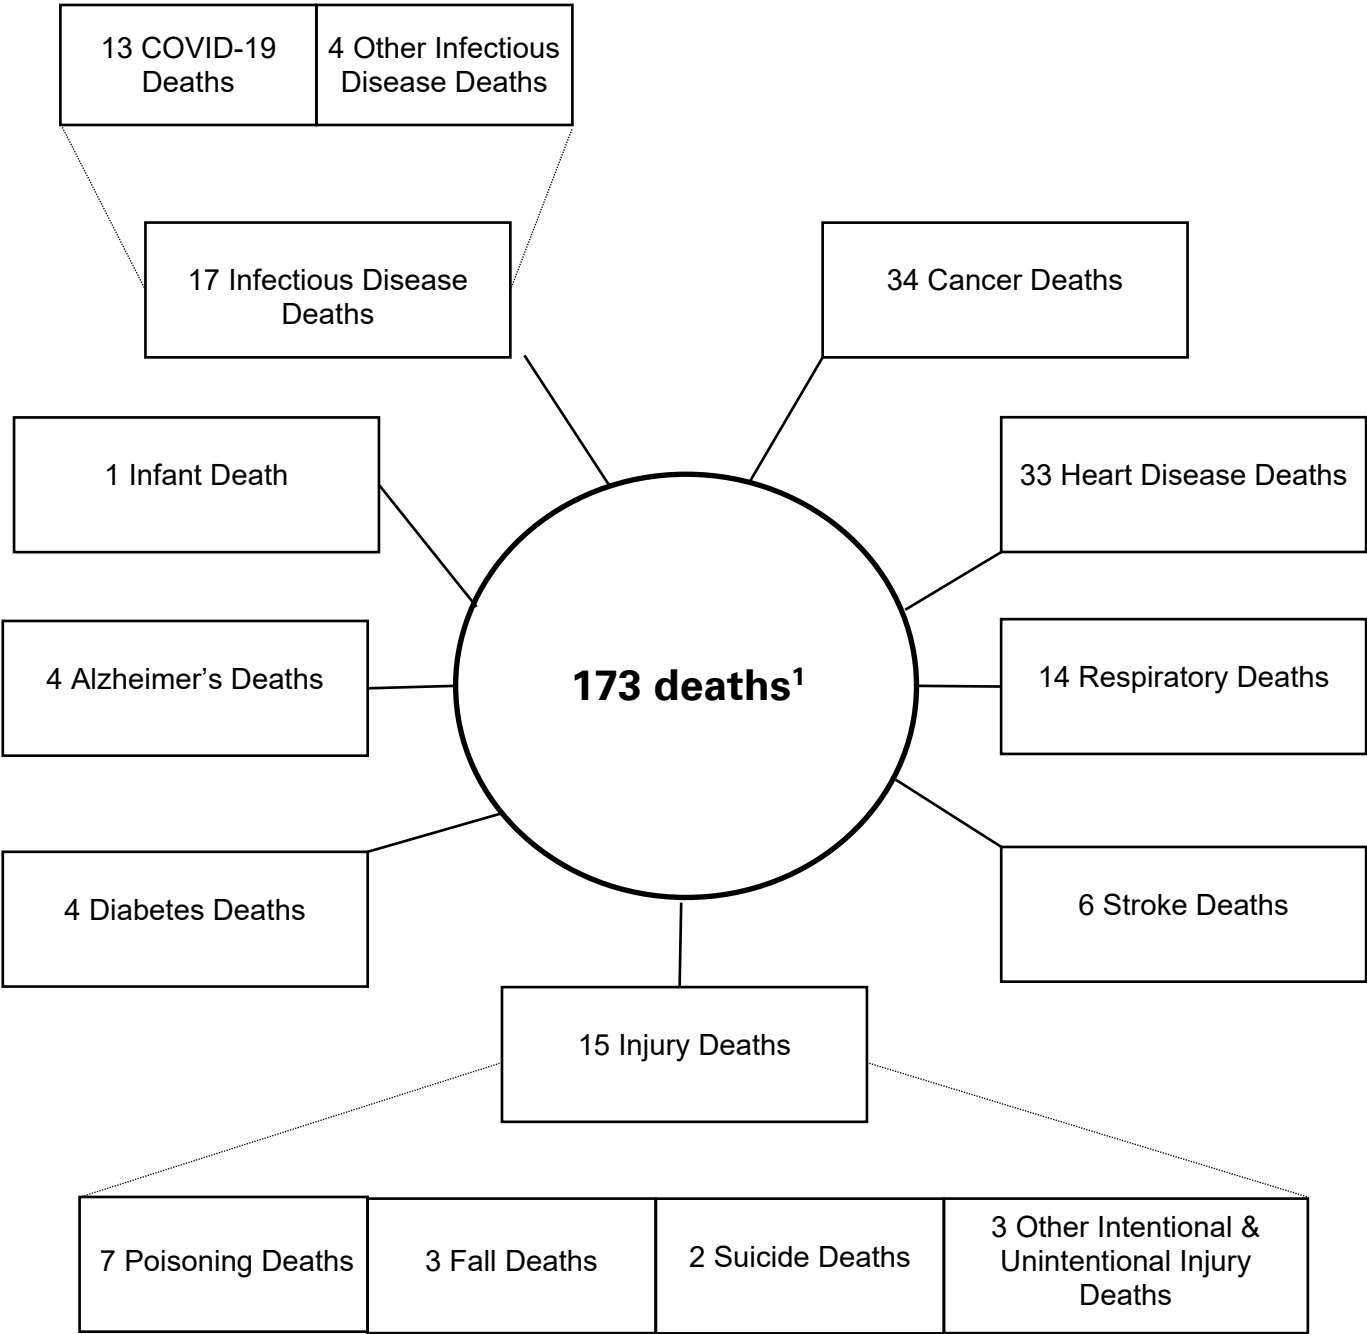 13 COVID-19
Deaths
4 Other Infectious
Disease Deaths
17 Infectious Disease
Deaths
34 Cancer Deaths
1 Infant Death
33 Heart Disease Deaths
4 Alzheimer’s Deaths
173 deaths¹
14 Respiratory Deaths
4 Diabetes Deaths
6 Stroke Deaths
15 Injury Deaths
7 Poisoning Deaths
3 Fall Deaths
2 Suicide Deaths
3 Other Intentional &
Unintentional Injury
Deaths